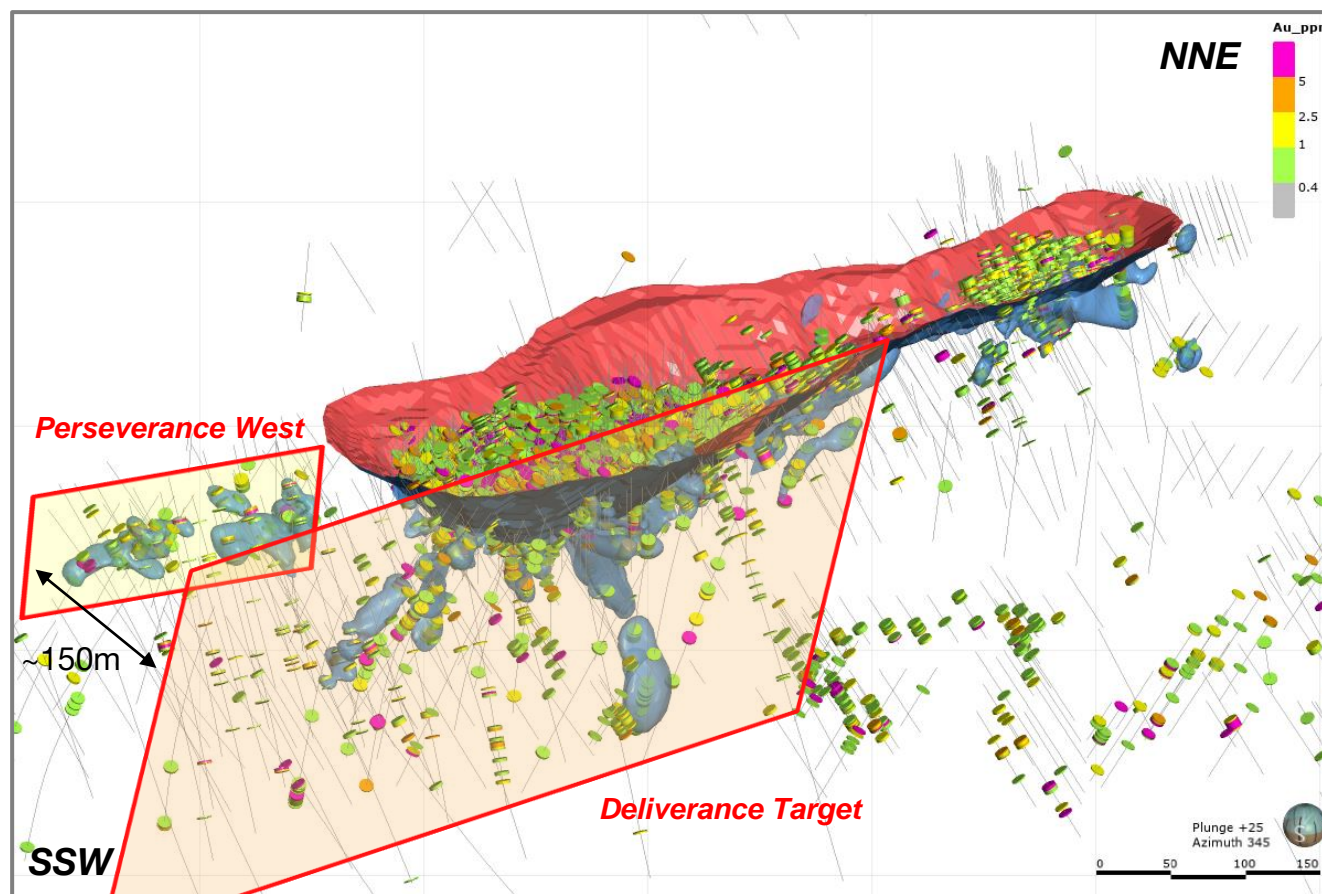 Au_ppm
NNE
5
2.5
1
0.4
Perseverance West
~150m
Deliverance Target
SSW
Plunge +25
Azimuth 345
S
0 50 100 150